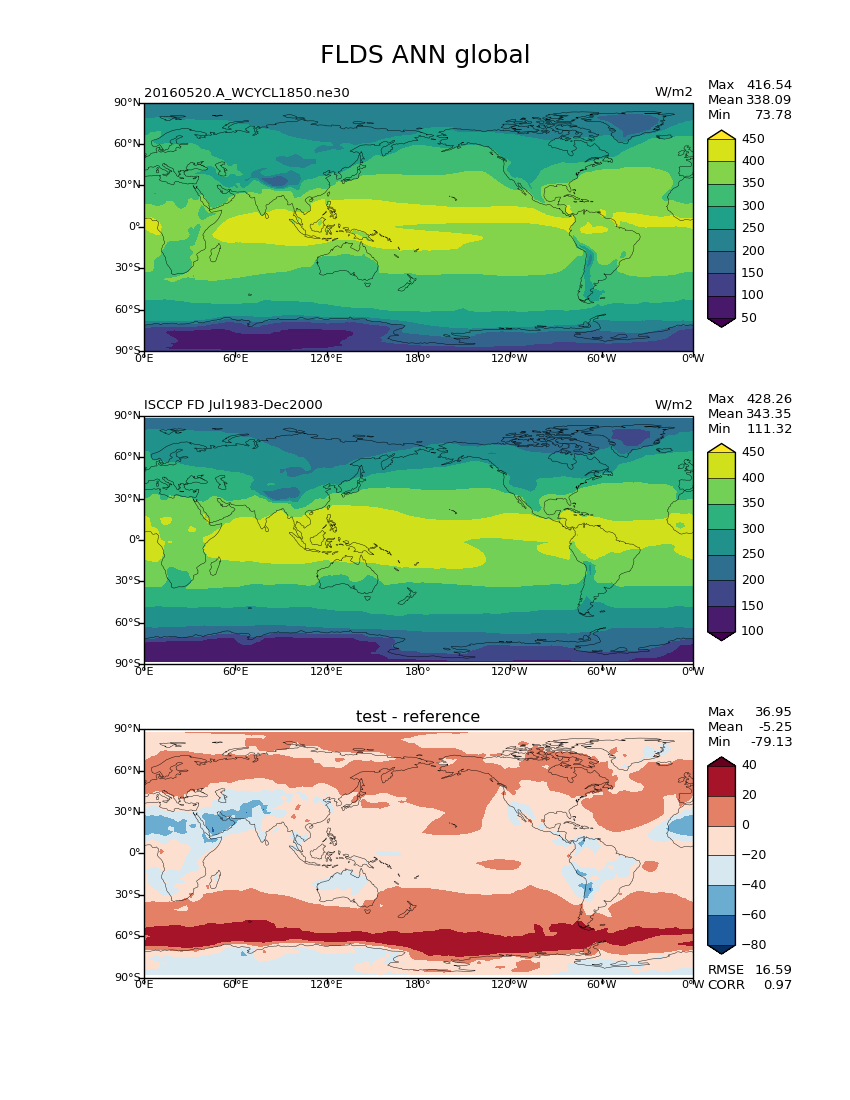 FLDS ANN global
20160520.A_WCYCL1850.ne30 W/m2
Max 416.54
Mean 338.09
Min 73.78
90°N
60°N
30°N
0°
30°S
60°S
90°S
0°E 60°E 120°E 180° 120°W 60°W 0°W
450
400
350
300
250
200
150
100
50
ISCCP FD Jul1983-Dec2000 W/m2
Max 428.26
Mean 343.35
Min 111.32
90°N
60°N
30°N
0°
30°S
60°S
90°S
0°E 60°E 120°E 180° 120°W 60°W 0°W
450
400
350
300
250
200
150
100
test - reference
Max 36.95
Mean -5.25
Min -79.13
90°N
60°N
30°N
0°
30°S
60°S
90°S
0°E 60°E 120°E 180° 120°W 60°W 0°W
40
20
0
−20
−40
−60
−80
RMSE 16.59
CORR 0.97